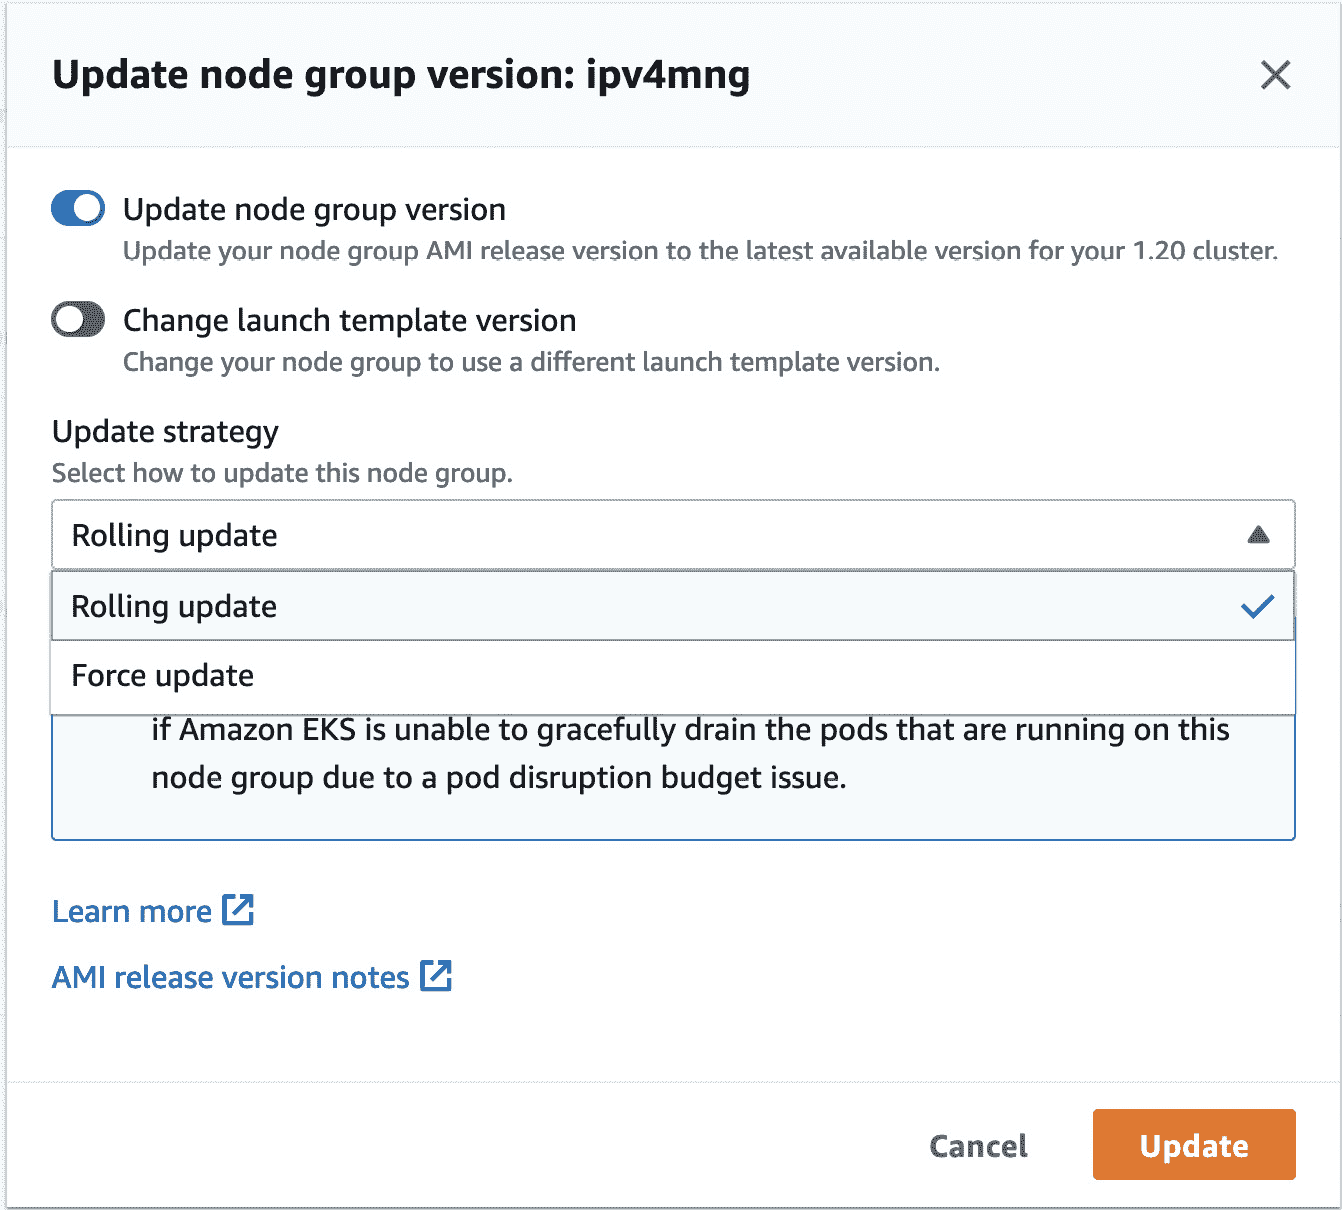 Update node group version: ipv4mng
Update node group version
Update your node group AMI release version to the latest available version for your 1.20 cluster.
Change launch template version
Change your node group to use a different launch template version.
Update strategy
Select how to update this node group.
Rolling update
Rolling update
Force update
if Amazon EKS is unable to gracefully drain the pods that are running on this
node group due to a pod disruption budget issue.
Learn more
AMI release version notes
Cancel
Update